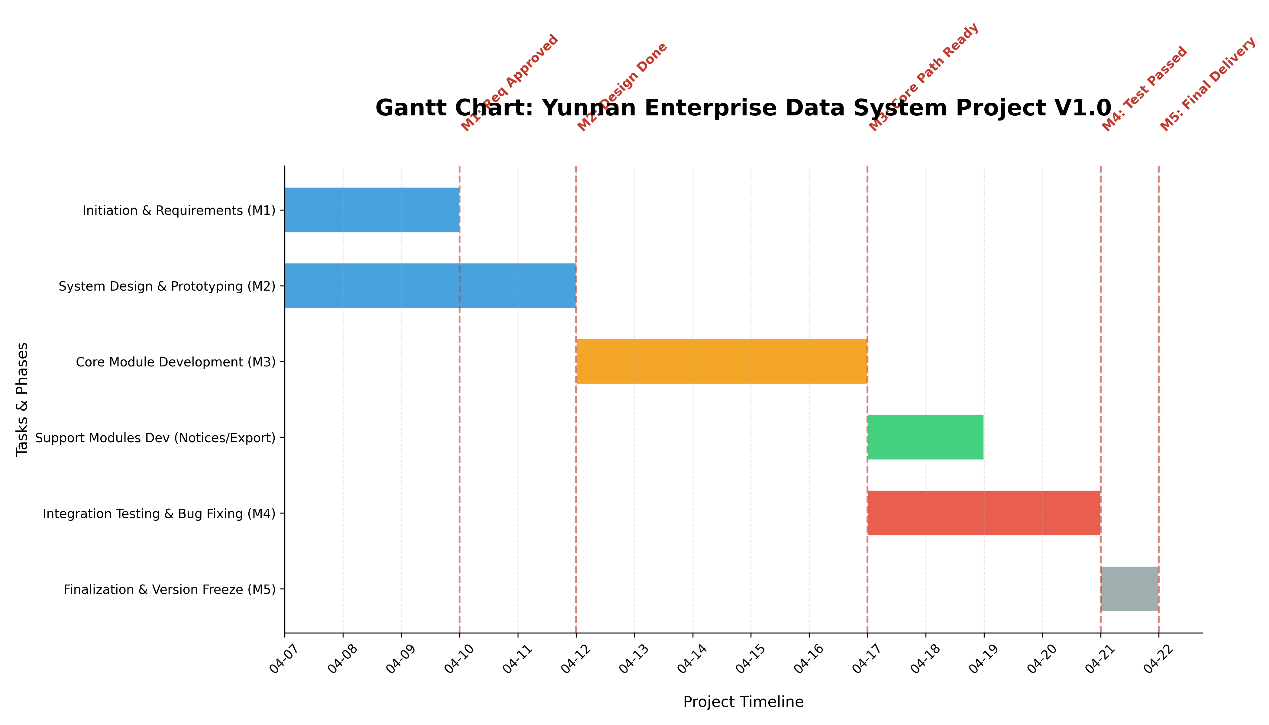 M1: Req Approved
M2: Design Done
M3: Core Path Ready
M4: Test Passed
M5: Final Delivery
Gantt Chart: Yunnan Enterprise Data System Project V1.0
Tasks & Phases
Initiation & Requirements (M1)
System Design & Prototyping (M2)
Core Module Development (M3)
Support Modules Dev (Notices/Export)
Integration Testing & Bug Fixing (M4)
Finalization & Version Freeze (M5)
04-07
04-08
04-09
04-10
04-11
04-12
04-13
04-14
04-15
04-16
04-17
04-18
04-19
04-20
04-21
04-22
Project Timeline